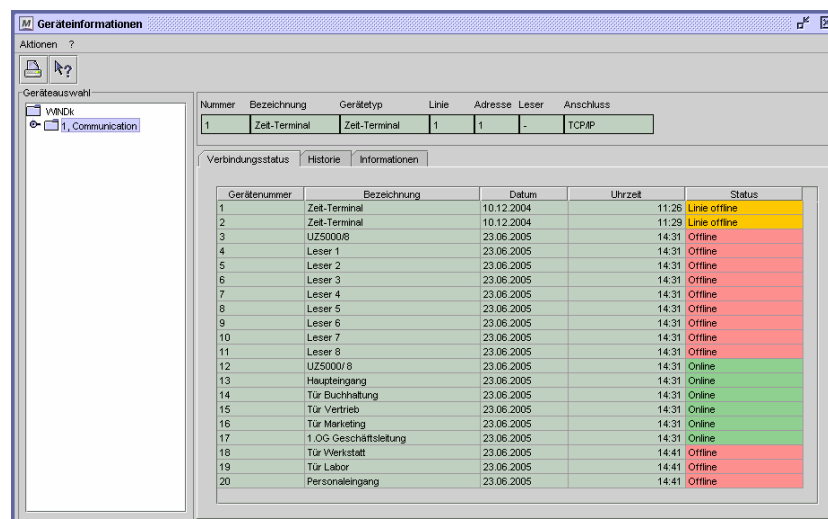 Geräteinformationen
Aktionen ?
Geräteauswahl
WINDk
1, Communication
Nummer Bezeichnung Gerätetyp Linie Adresse Leser Anschluss
1 Zeit-Terminal Zeit-Terminal 1 1 - TCP/IP
Verbindungsstatus Historie Informationen
Gerätenummer Bezeichnung Datum Uhrzeit Status
1 Zeit-Terminal 10.12.2004 11:26 Linie offline
2 Zeit-Terminal 10.12.2004 11:29 Linie offline
3 UZ5000/8 23.06.2005 14:31 Offline
4 Leser 1 23.06.2005 14:31 Offline
5 Leser 2 23.06.2005 14:31 Offline
6 Leser 3 23.06.2005 14:31 Offline
7 Leser 4 23.06.2005 14:31 Offline
8 Leser 5 23.06.2005 14:31 Offline
9 Leser 6 23.06.2005 14:31 Offline
10 Leser 7 23.06.2005 14:31 Offline
11 Leser 8 23.06.2005 14:31 Offline
12 UZ5000/ 8 23.06.2005 14:31 Online
13 Haupteingang 23.06.2005 14:31 Online
14 Tür Buchhaltung 23.06.2005 14:31 Online
15 Tür Vertrieb 23.06.2005 14:31 Online
16 Tür Marketing 23.06.2005 14:31 Online
17 1.OG Geschäftsleitung 23.06.2005 14:31 Online
18 Tür Werkstatt 23.06.2005 14:41 Offline
19 Tür Labor 23.06.2005 14:41 Offline
20 Personaleingang 23.06.2005 14:41 Offline